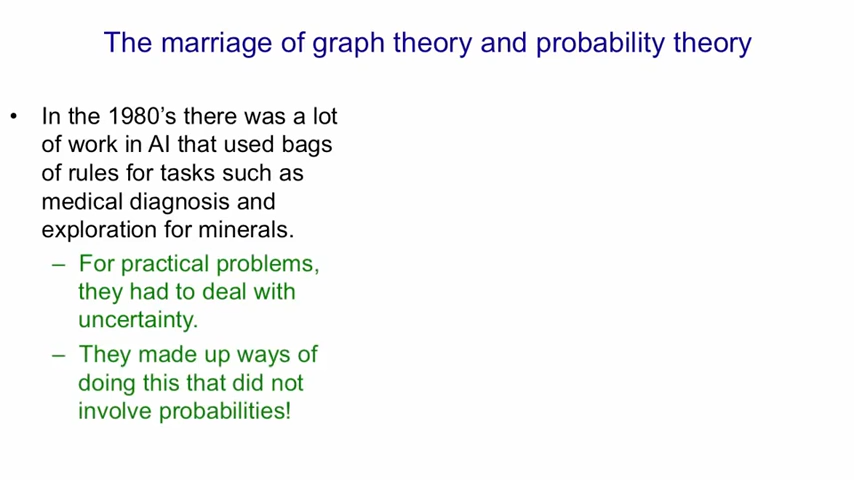 The marriage of graph theory and probability theory
• In the 1980’s there was a lot
of work in AI that used bags
of rules for tasks such as
medical diagnosis and
exploration for minerals.
– For practical problems,
they had to deal with
uncertainty.
– They made up ways of
doing this that did not
involve probabilities!